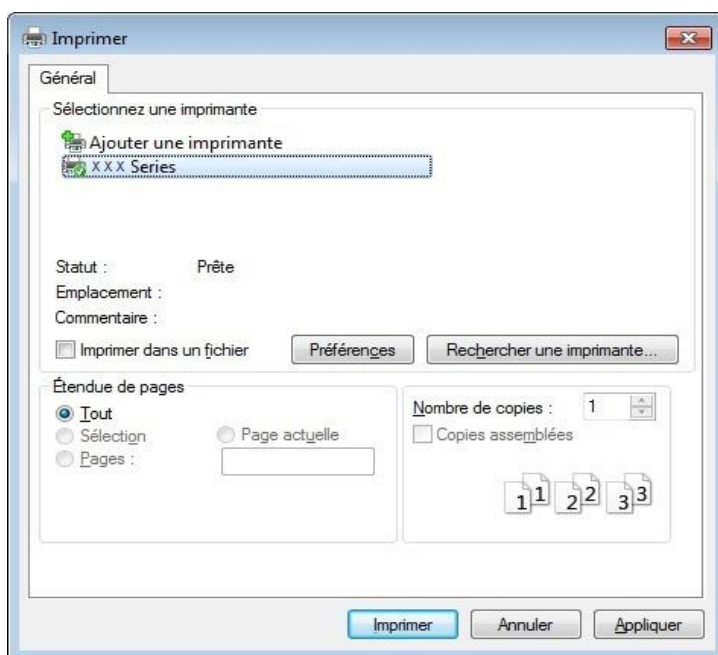 Imprimer
Général
Sélectionnez une imprimante
Ajouter une imprimante
XXX Series
Statut : Prête
Emplacement :
Commentaire :
Imprimer dans un fichier Préférences Rechercher une imprimante...
Étendue de pages
Tout
Sélection Page actuelle
Pages :
Nombre de copies : 1
Copies assemblées
1 1 2 2 3 3
Imprimer Annuler Appliquer